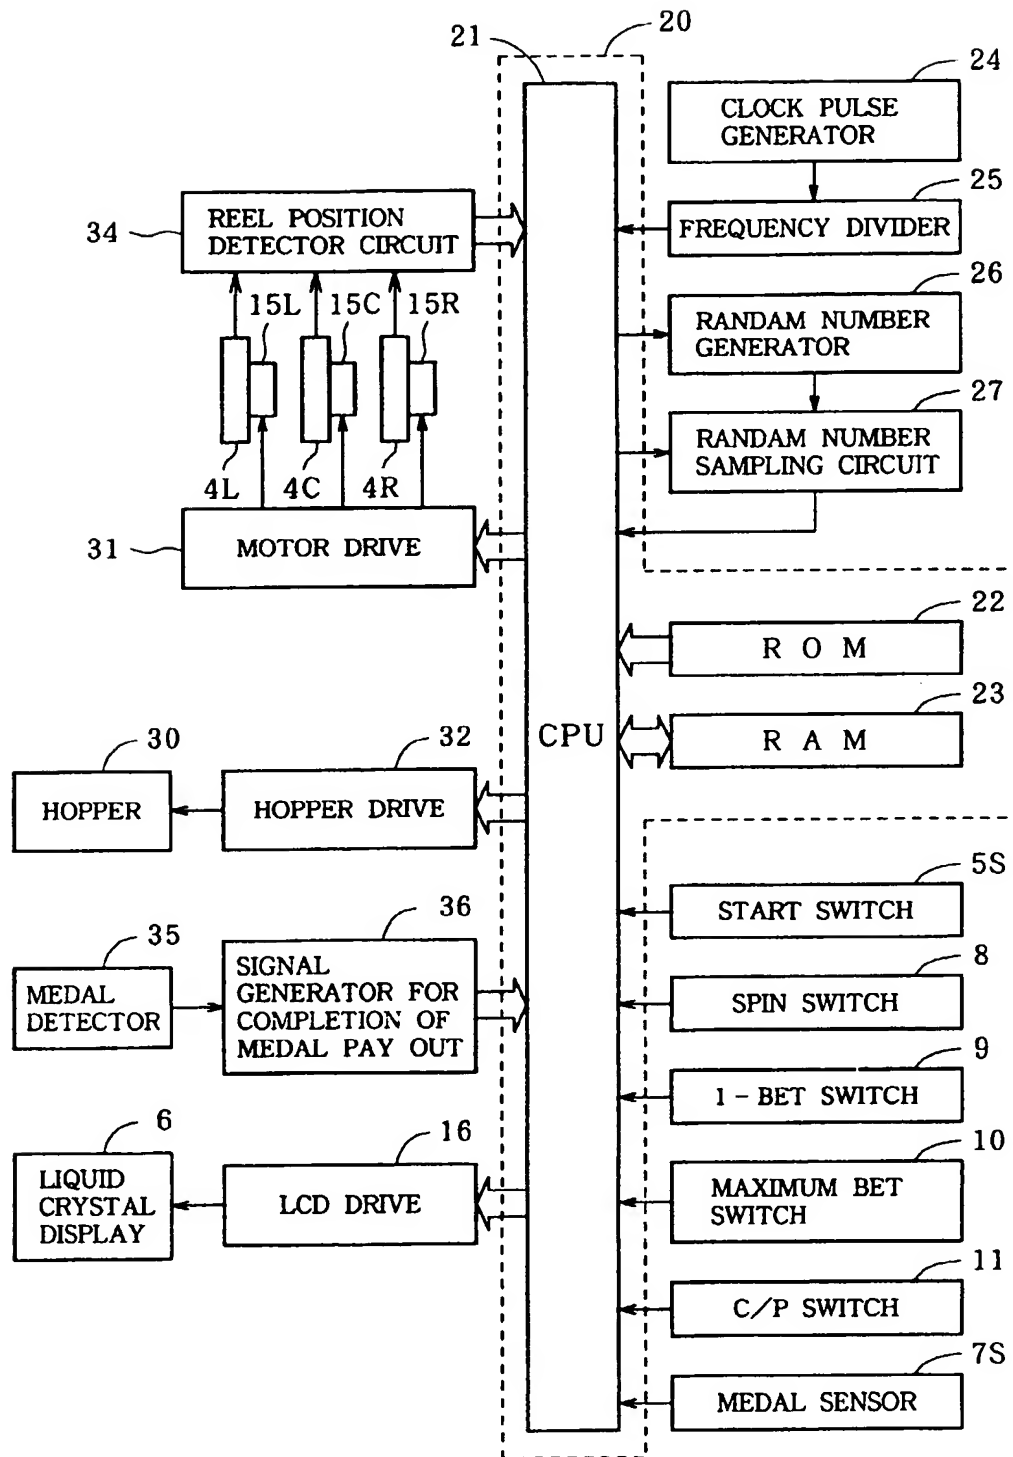 20
21
24
CLOCK PULSE
GENERATOR
25
FREQUENCY DIVIDER
34
REEL POSITION
DETECTOR CIRCUIT
15L
15C
15R
4L
4C
4R
31
MOTOR DRIVE
26
RANDAM NUMBER
GENERATOR
27
RANDAM NUMBER
SAMPLING CIRCUIT
22
ROM
23
RAM
CPU
30
HOPPER
32
HOPPER DRIVE
35
MEDAL
DETECTOR
36
SIGNAL
GENERATOR FOR
COMPLETION OF
MEDAL PAY OUT
6
LIQUID
CRYSTAL
DISPLAY
16
LCD DRIVE
5S
START SWITCH
8
SPIN SWITCH
9
1-BET SWITCH
10
MAXIMUM BET
SWITCH
11
C/P SWITCH
7S
MEDAL SENSOR